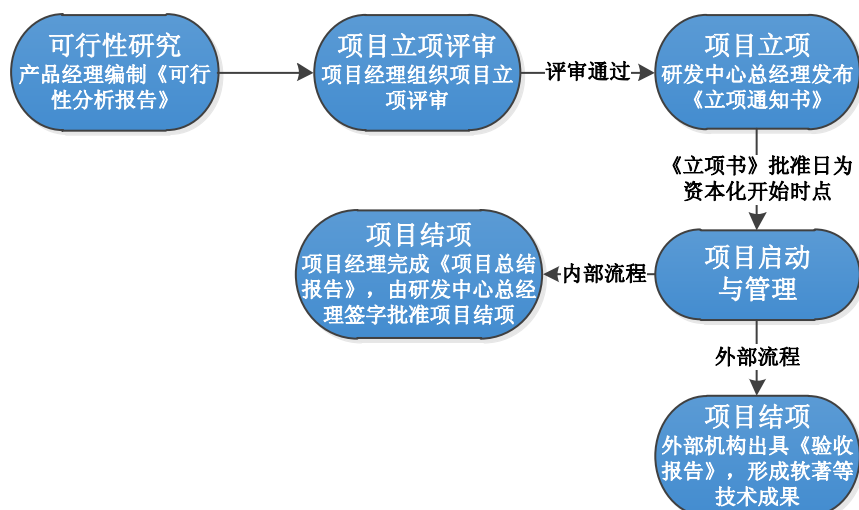 可行性研究
产品经理编制《可行
性分析报告》
项目立项评审
项目经理组织项目立
项评审
评审通过
项目立项
研发中心总经理发布
《立项通知书》
《立项书》批准日为
资本化开始时点
项目启动
与管理
内部流程
项目结项
项目经理完成《项目总结
报告》，由研发中心总经
理签字批准项目结项
外部流程
项目结项
外部机构出具《验收
报告》，形成软著等
技术成果